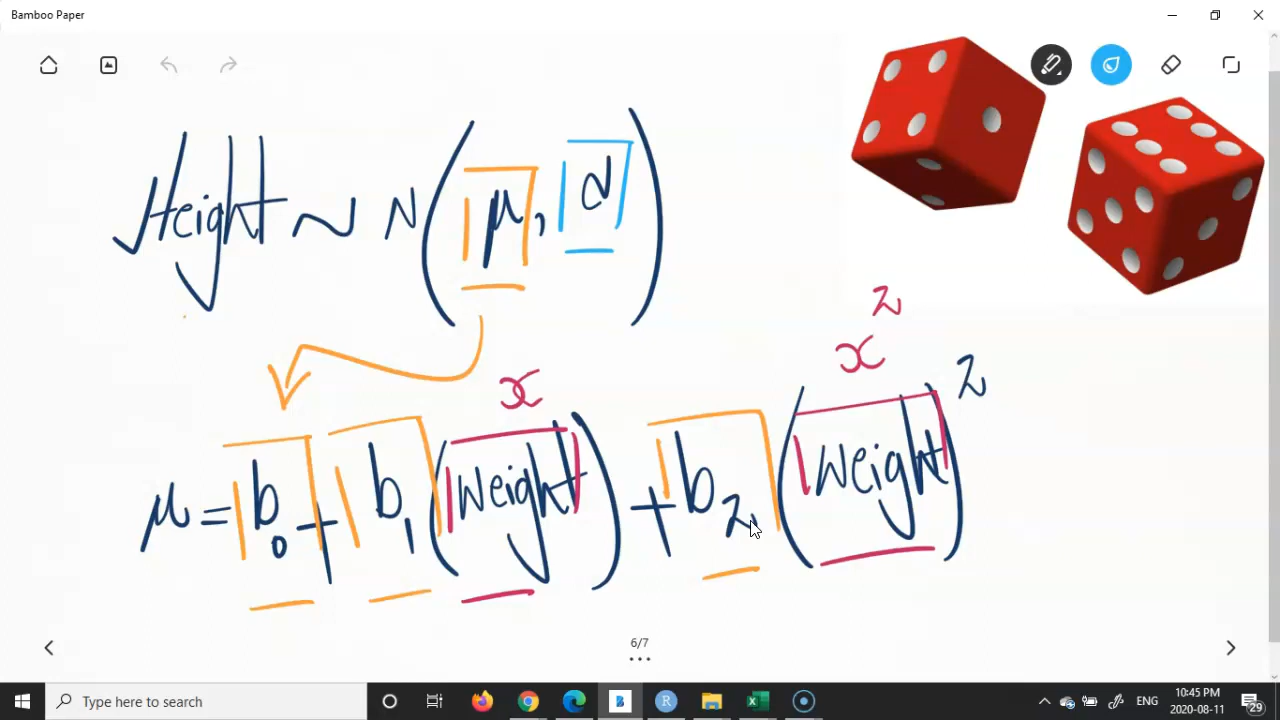 Bamboo Paper
Height ~ N(μ, σ)
x
x²
μ = b₀ + b₁(weight) + b₂(weight)²
6/7
Type here to search
ENG
10:45 PM
2020-08-11
29